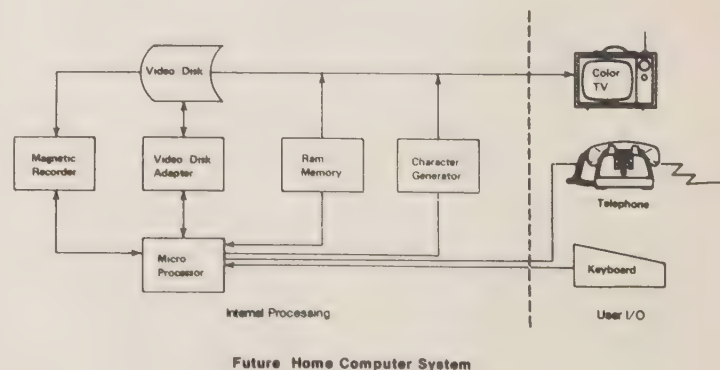 Video Disk
Color
TV
Magnetic
Recorder
Video Disk
Adapter
Ram
Memory
Character
Generator
Telephone
Micro
Processor
Keyboard
Internal Processing
User I/O
Future Home Computer System